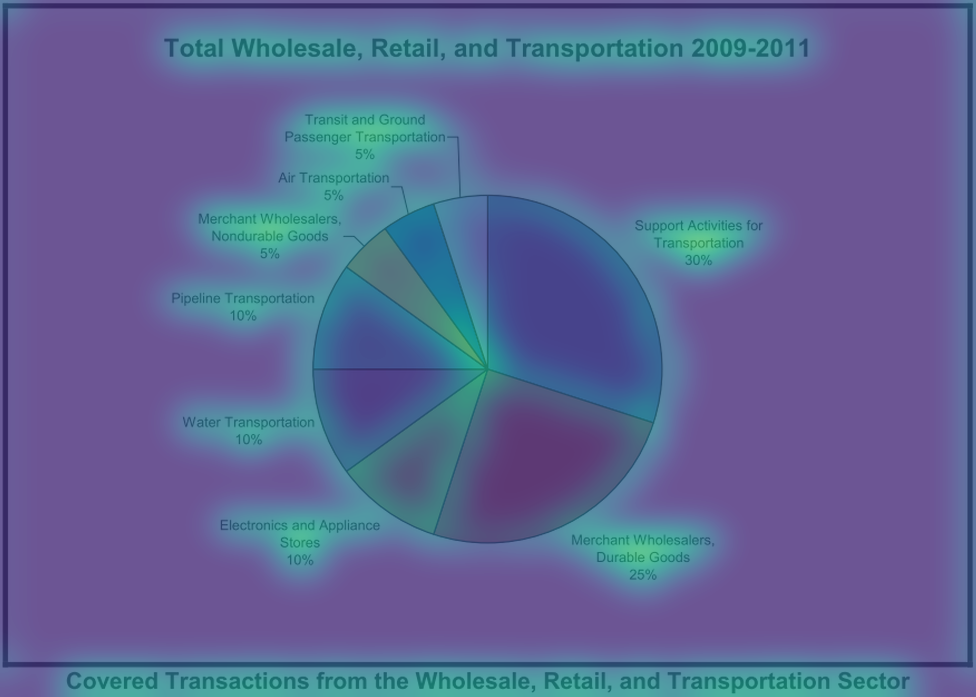 Total Wholesale, Retail, and Transportation 2009-2011
Transit and Ground
Passenger Transportation
5%
Air Transportation
5%
Merchant Wholesalers,
Nondurable Goods
5%
Support Activities for
Transportation
30%
Pipeline Transportation
10%
Water Transportation
10%
Electronics and Appliance
Stores
10%
Merchant Wholesalers,
Durable Goods
25%
Covered Transactions from the Wholesale, Retail, and Transportation Sector